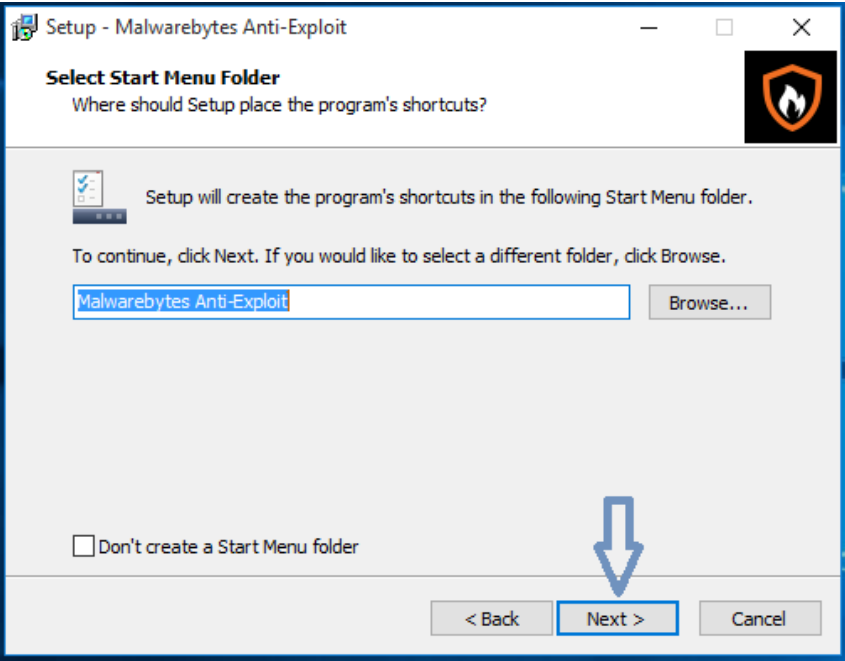 Setup - Malwarebytes Anti-Exploit
Select Start Menu Folder
Where should Setup place the program's shortcuts?
Setup will create the program's shortcuts in the following Start Menu folder.
To continue, click Next. If you would like to select a different folder, click Browse.
Malwarebytes Anti-Exploit
Browse...
Don't create a Start Menu folder
< Back
Next >
Cancel